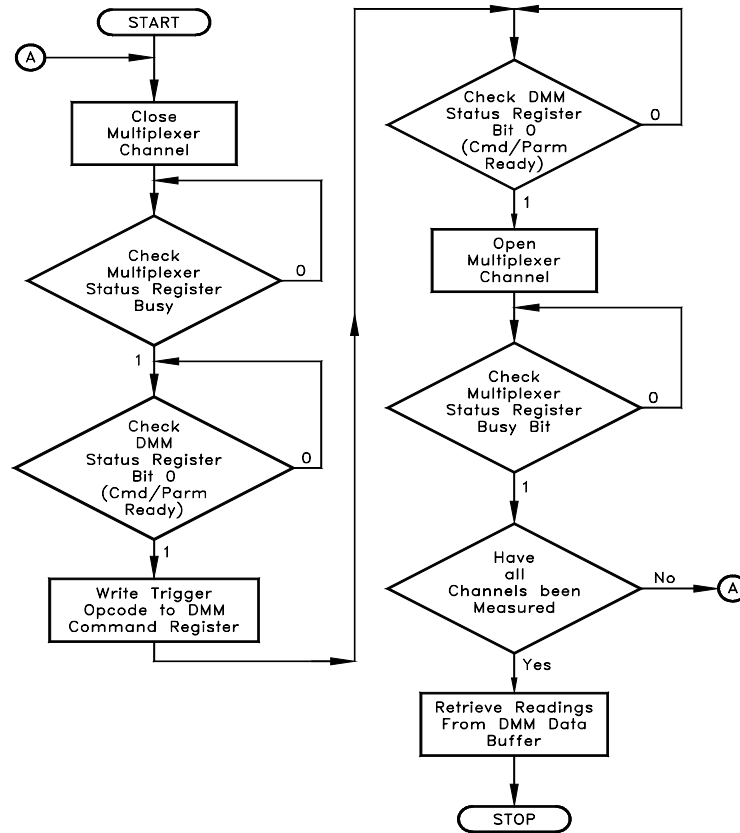 START
A
Close
Multiplexer
Channel
Check
Multiplexer
Status Register
Busy
0
1
Check
DMM
Status Register
Bit 0
(Cmd/Parm
Ready)
0
1
Write Trigger
Opcode to DMM
Command Register
Check DMM
Status Register
Bit 0
(Cmd/Parm
Ready)
0
1
Open
Multiplexer
Channel
Check
Multiplexer
Status Register
Busy Bit
0
1
Have
all
Channels been
Measured
No
A
Yes
Retrieve Readings
From DMM Data
Buffer
STOP